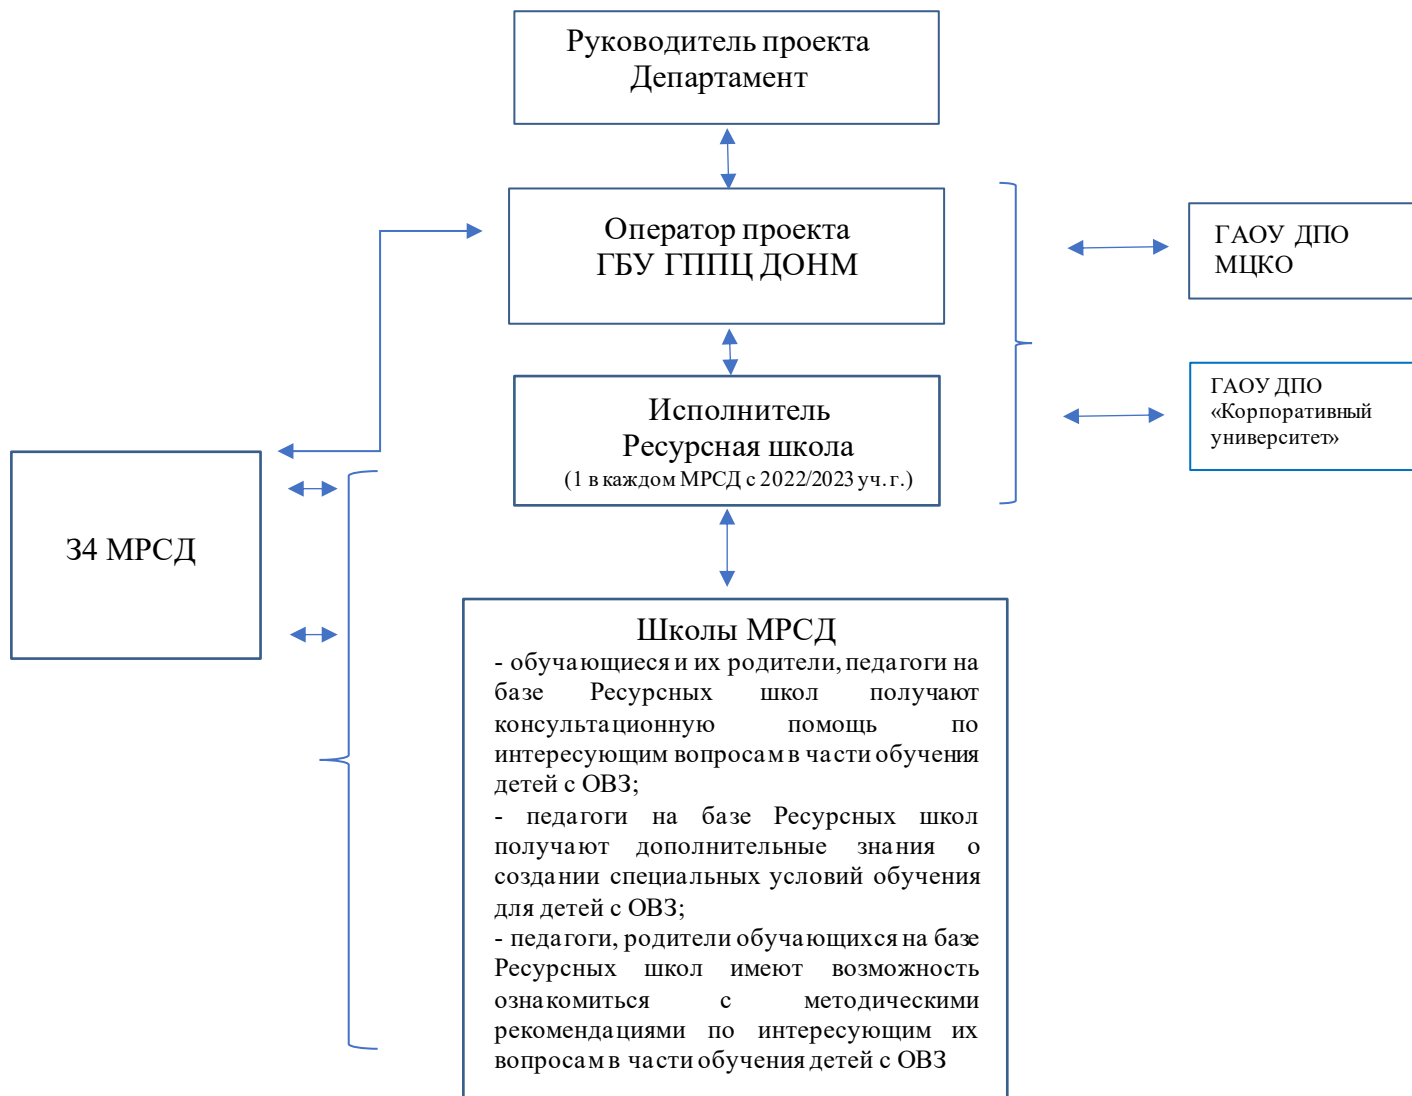 Руководитель проекта
Департамент
Оператор проекта
ГБУ ГППЦ ДОНМ
ГАОУ ДПО
МЦКО
Исполнитель
Ресурсная школа
(1 в каждом МРСД с 2022/2023 уч. г.)
ГАОУ ДПО
«Корпоративный
университет»
34 МРСД
Школы МРСД
- обучающиеся и их родители, педагоги на
базе Ресурсных школ получают
консультационную помощь по
интересующим вопросам в части обучения
детей с ОВЗ;
- педагоги на базе Ресурсных школ
получают дополнительные знания о
создании специальных условий обучения
для детей с ОВЗ;
- педагоги, родители обучающихся на базе
Ресурсных школ имеют возможность
ознакомиться с методическими
рекомендациями по интересующим их
вопросам в части обучения детей с ОВЗ